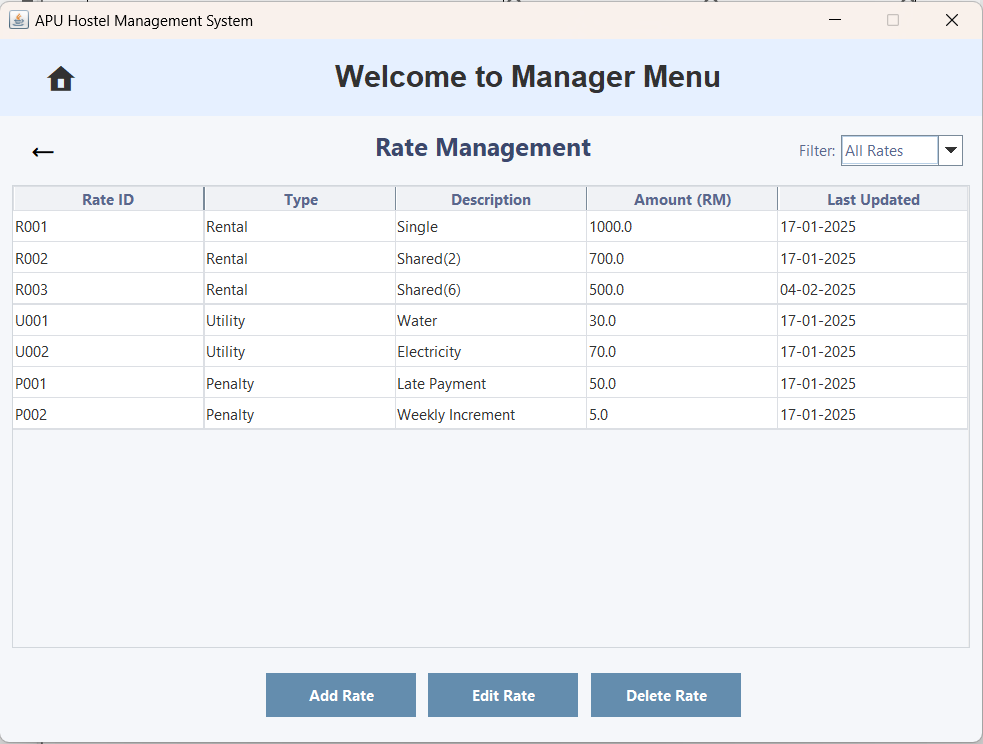 APU Hostel Management System
Welcome to Manager Menu
Rate Management
Filter: All Rates
Rate ID Type Description Amount (RM) Last Updated
R001 Rental Single 1000.0 17-01-2025
R002 Rental Shared(2) 700.0 17-01-2025
R003 Rental Shared(6) 500.0 04-02-2025
U001 Utility Water 30.0 17-01-2025
U002 Utility Electricity 70.0 17-01-2025
P001 Penalty Late Payment 50.0 17-01-2025
P002 Penalty Weekly Increment 5.0 17-01-2025
Add Rate Edit Rate Delete Rate